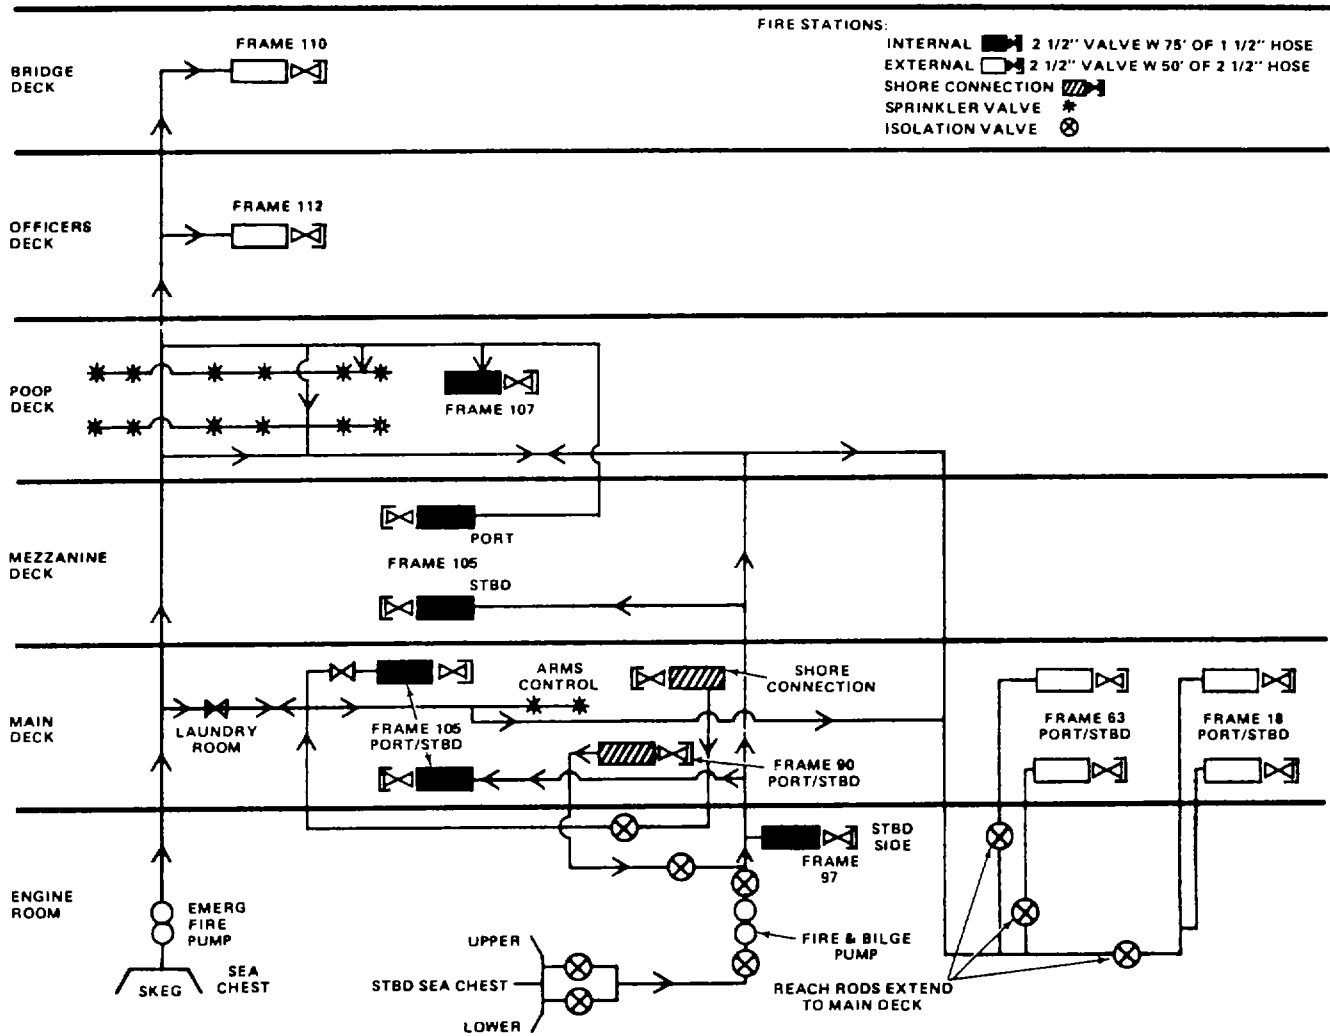 FIRE STATIONS:
INTERNAL 2 1/2" VALVE W 75' OF 1 1/2" HOSE
EXTERNAL 2 1/2" VALVE W 50' OF 2 1/2" HOSE
SHORE CONNECTION
SPRINKLER VALVE
ISOLATION VALVE
FRAME 110
BRIDGE
DECK
FRAME 112
OFFICERS
DECK
POOP
DECK
FRAME 107
PORT
MEZZANINE
DECK
FRAME 105
STBD
ARMS
CONTROL
SHORE
CONNECTION
MAIN
DECK
LAUNDRY
ROOM
FRAME 105
PORT/STBD
FRAME 90
PORT/STBD
FRAME 63
PORT/STBD
FRAME 18
PORT/STBD
STBD
SIDE
FRAME
97
ENGINE
ROOM
EMERG
FIRE
PUMP
SKEG
SEA
CHEST
UPPER
STBD SEA CHEST
LOWER
FIRE & BILGE
PUMP
REACH RODS EXTEND
TO MAIN DECK